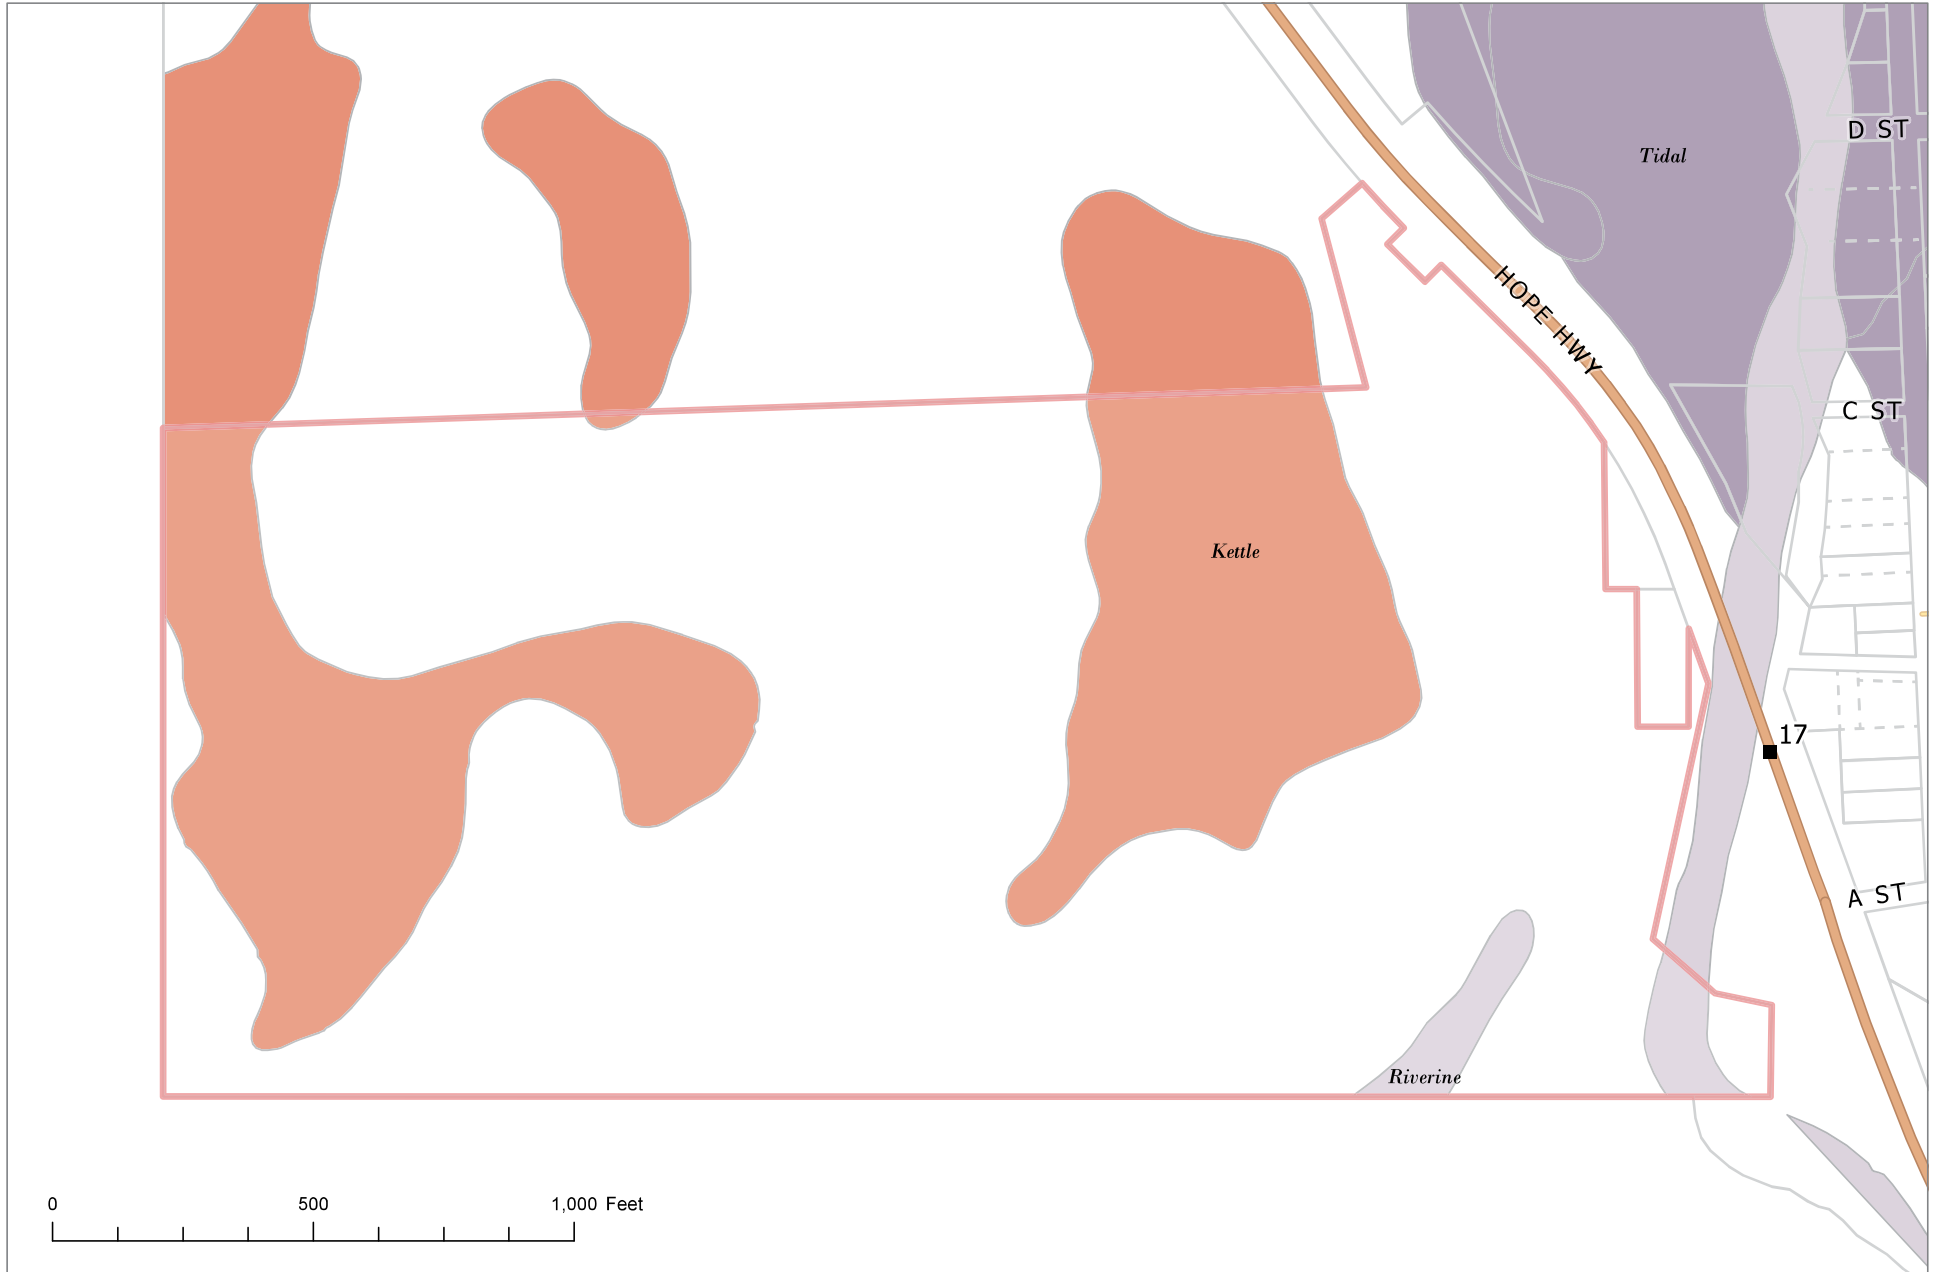 D ST
Tidal
HOPE HWY
C ST
Kettle
17
A ST
Riverine
0 500 1,000 Feet